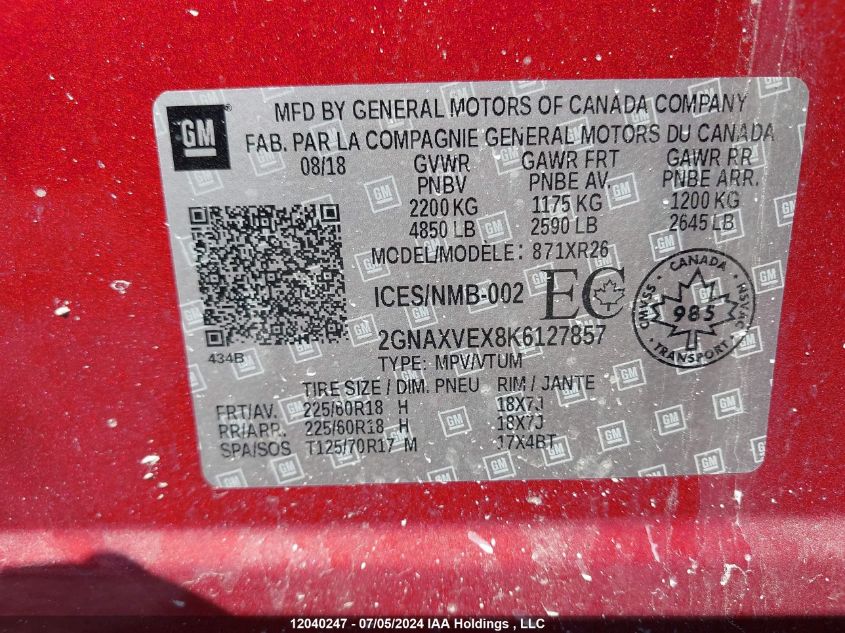 GM
MFD BY GENERAL MOTORS OF CANADA COMPANY
FAB. PAR LA COMPAGNIE GENERAL MOTORS DU CANADA
08/18 GVWR GAWR FRT GAWR RR
PNBV PNBE AV. PNBE ARR.
2200 KG 1175 KG 1200 KG
4850 LB 2590 LB 2645 LB
MODEL/MODÈLE: 871XR26
ICES/NMB-002 EC
CANADA
985
TRANSPORT
2GNAXVEX8K6127857
434B
TYPE: MPV/VTUM
TIRE SIZE / DIM. PNEU RIM / JANTE
FRT/AV. 225/60R18 H 18X7J
RR/ARR. 225/60R18 H 18X7J
SPA/SOS T125/70R17 M 17X4BT
12040247 - 07/05/2024 IAA Holdings , LLC